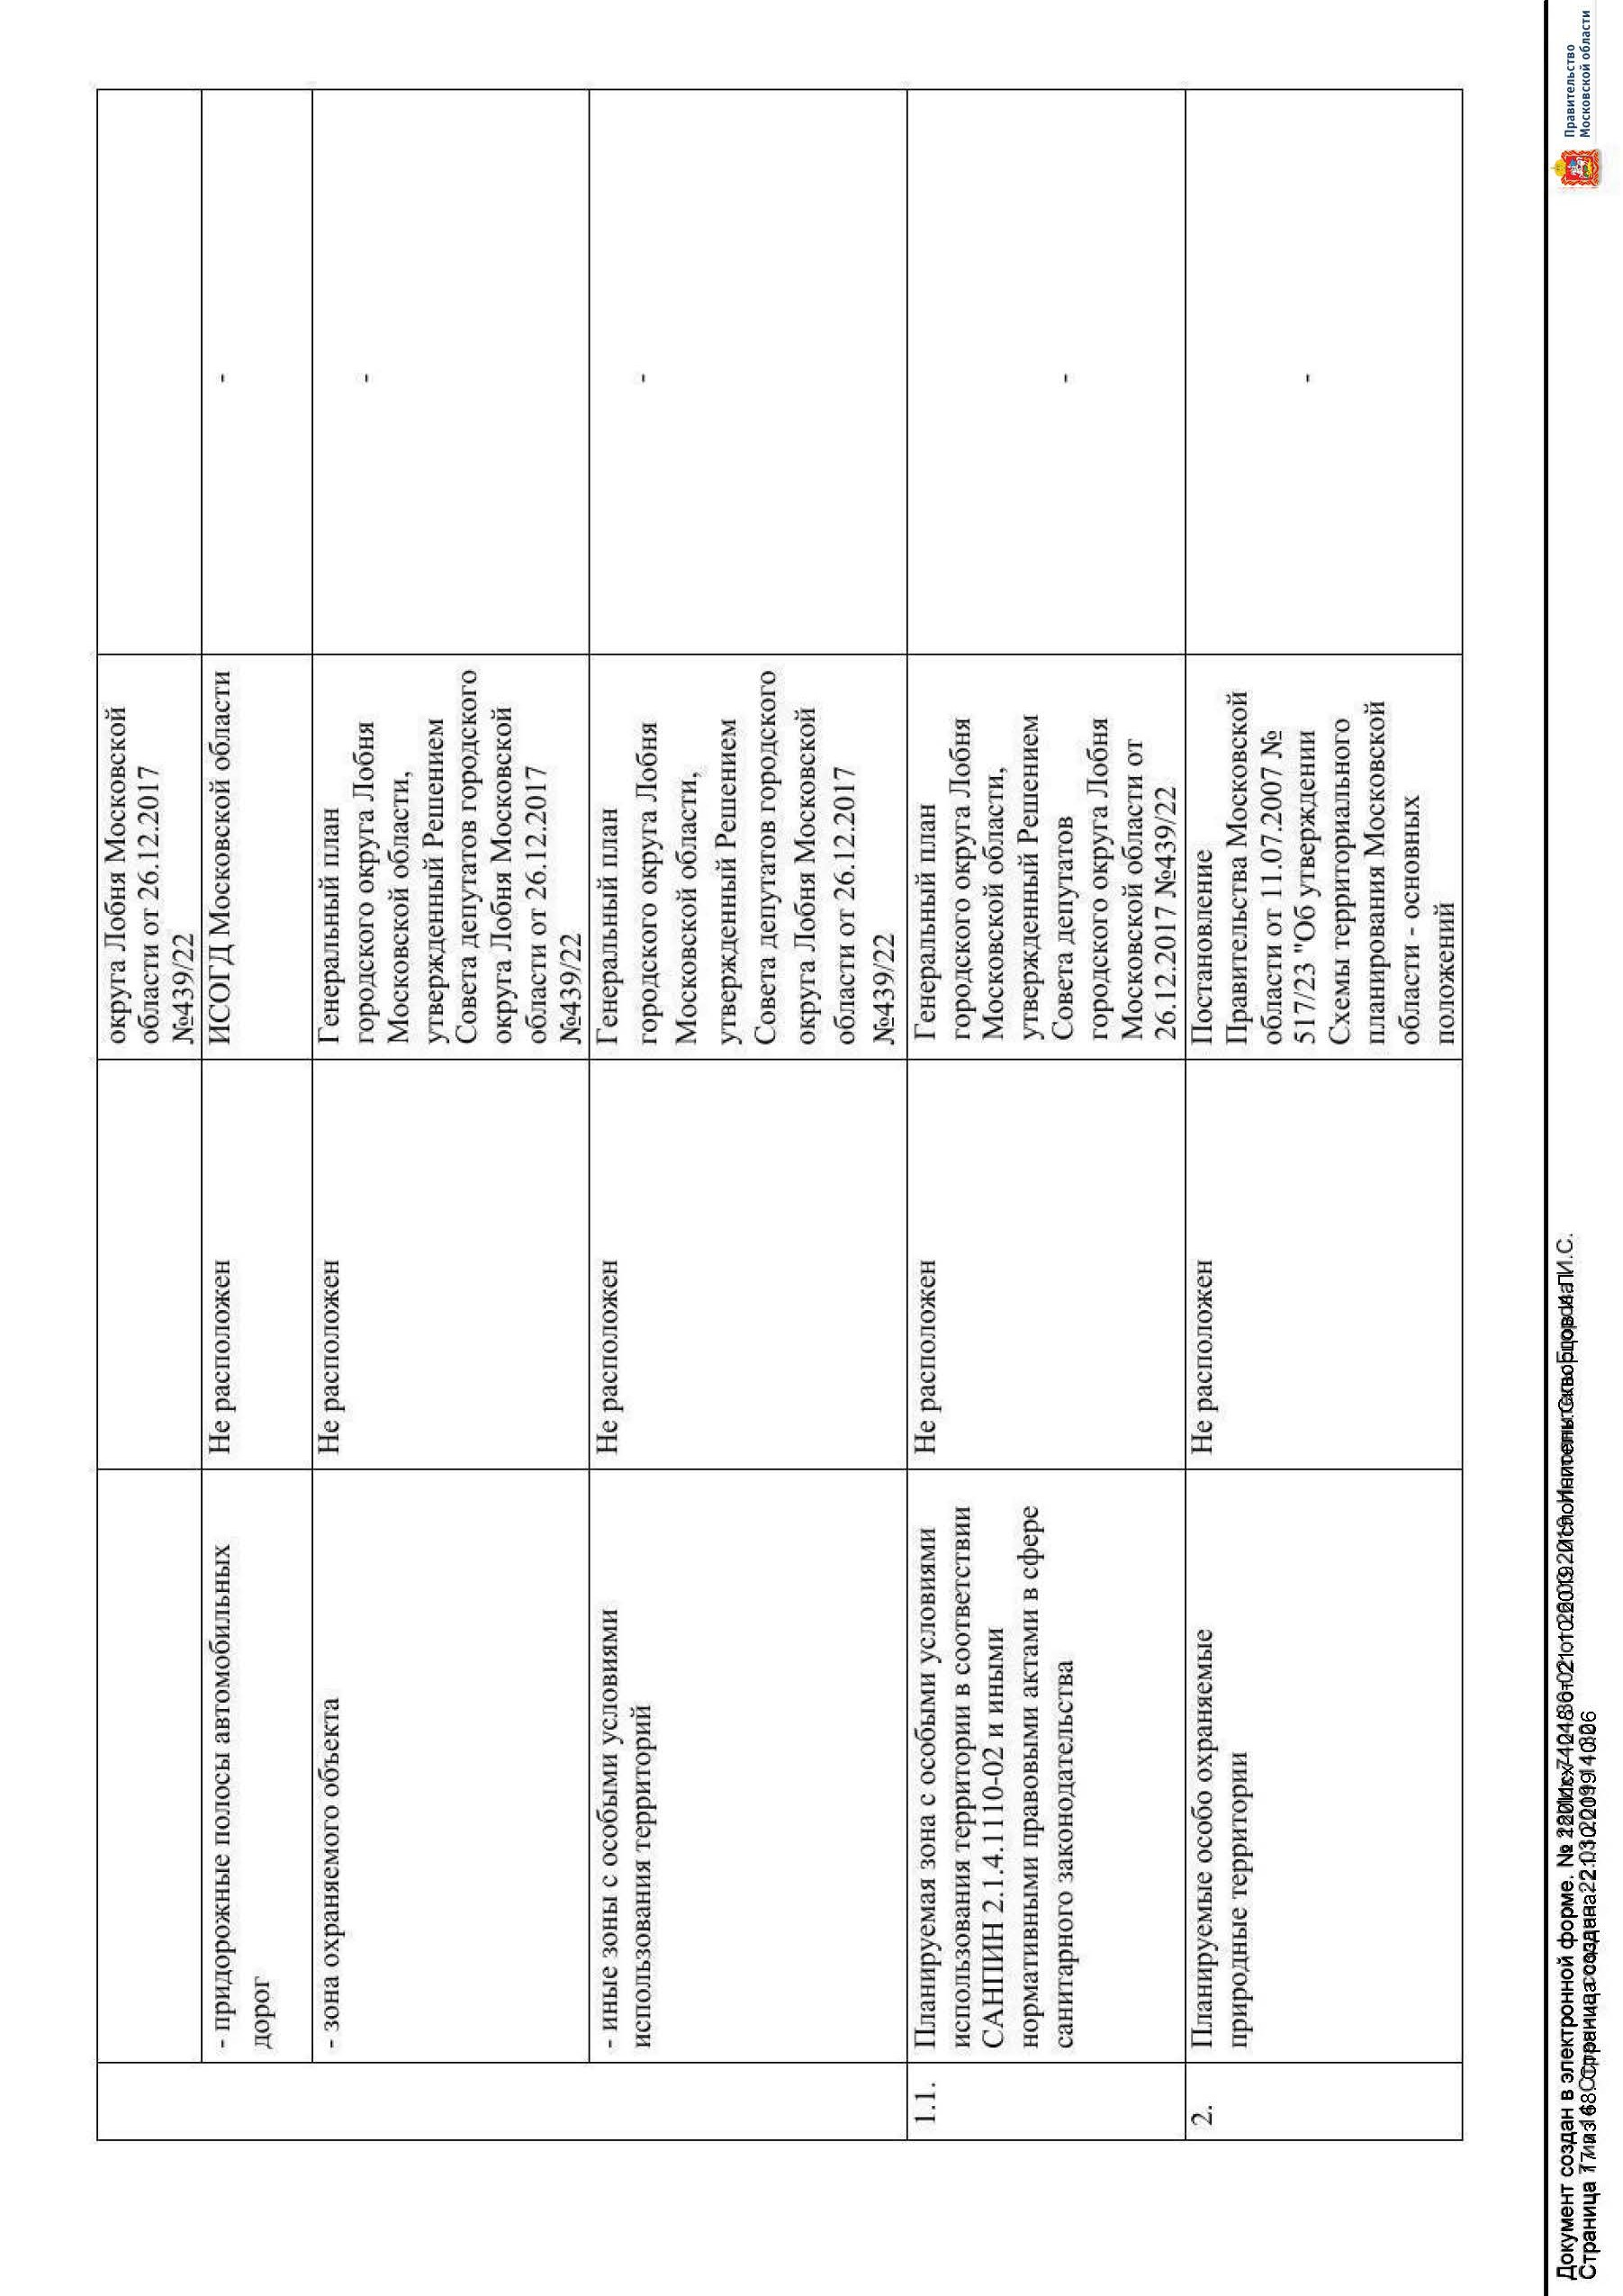 округа Лобня Московской
области от 26.12.2017
№439/22
- придорожные полосы автомобильных
дорог
Не расположен
ИСОГД Московской области
-
- зона охраняемого объекта
Не расположен
Генеральный план
городского округа Лобня
Московской области,
утвержденный Решением
Совета депутатов городского
округа Лобня Московской
области от 26.12.2017
№439/22
-
- иные зоны с особыми условиями
использования территорий
Не расположен
Генеральный план
городского округа Лобня
Московской области,
утвержденный Решением
Совета депутатов городского
округа Лобня Московской
области от 26.12.2017
№439/22
-
1.1.
Планируемая зона с особыми условиями
использования территории в соответствии
САНПИН 2.1.4.1110-02 и иными
нормативными правовыми актами в сфере
санитарного законодательства
Не расположен
Генеральный план
городского округа Лобня
Московской области,
утвержденный Решением
Совета депутатов
городского округа Лобня
Московской области от
26.12.2017 №439/22
-
2.
Планируемые особо охраняемые
природные территории
Не расположен
Постановление
Правительства Московской
области от 11.07.2007 №
517/23 "Об утверждении
Схемы территориального
планирования Московской
области - основных
положений
-
Документ создан в электронной форме. №
Страница
Правительство
Московской области